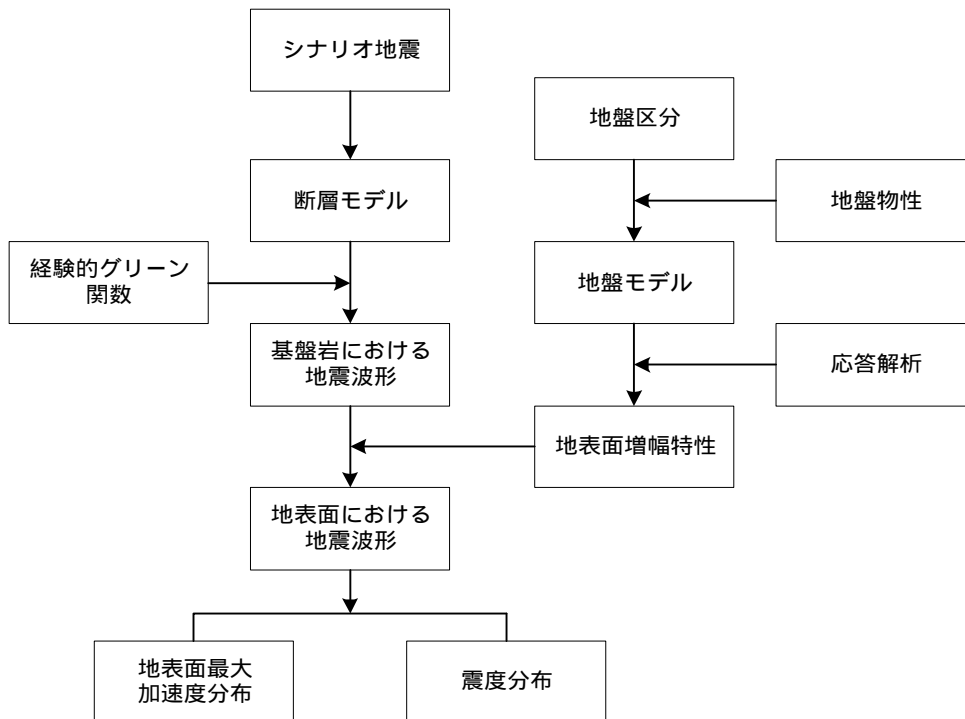 シナリオ地震
地盤区分
断層モデル
地盤物性
経験的グリーン
関数
地盤モデル
基盤岩における
地震波形
応答解析
地表面増幅特性
地表面における
地震波形
地表面最大
加速度分布
震度分布